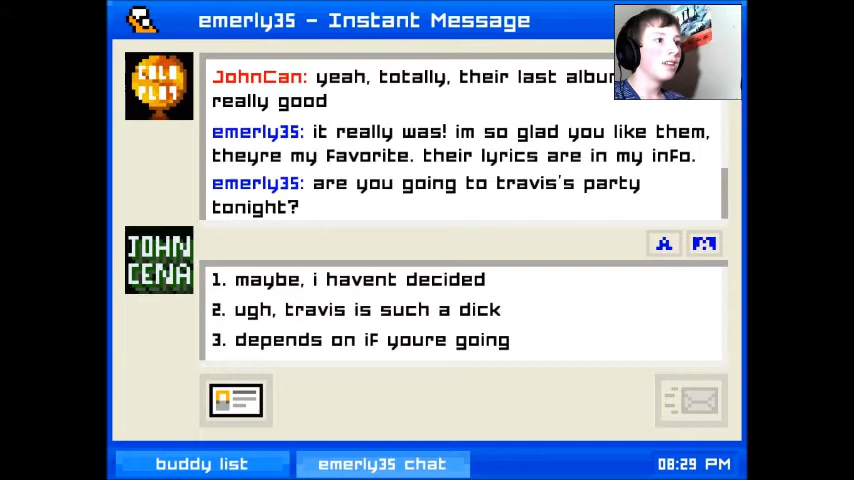 emerly35 - Instant Message
COLD
PLAY
JohnCan: yeah, totally, their last albu
really good
emerly35: it really was! im so glad you like them,
theyre my favorite. their lyrics are in my info.
emerly35: are you going to travis's party
tonight?
JOHN
CENA
A
A
1. maybe, i havent decided
2. ugh, travis is such a dick
3. depends on if youre going
buddy list
emerly35 chat
08:29 PM